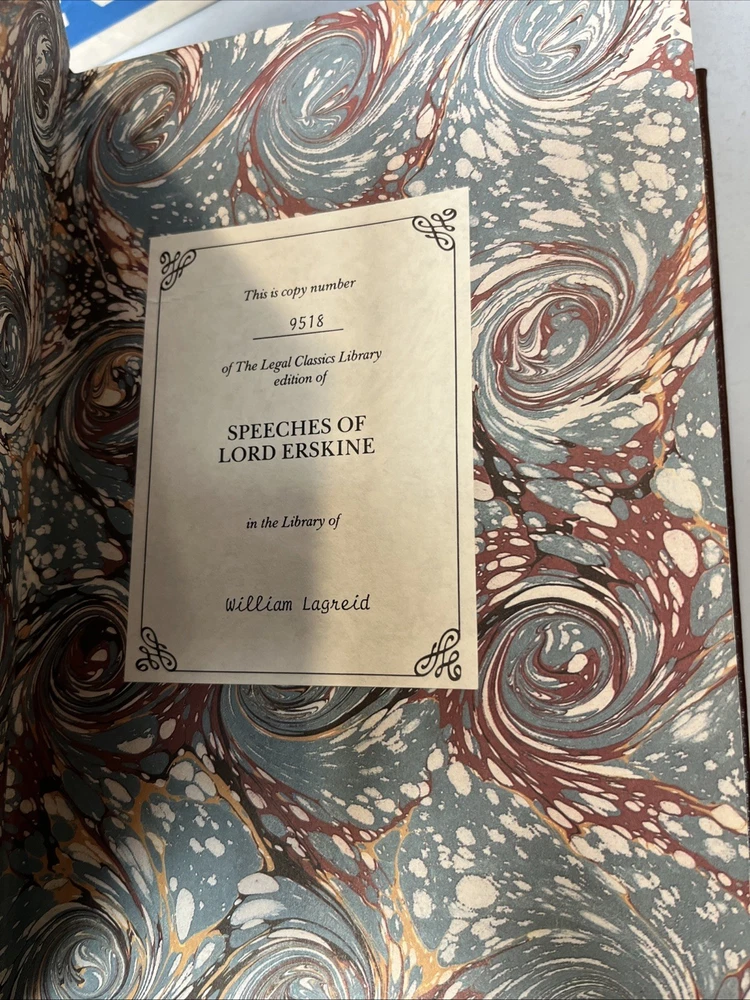 This is copy number
9518
of The Legal Classics Library
edition of
SPEECHES OF
LORD ERSKINE
in the Library of
William Lagreid